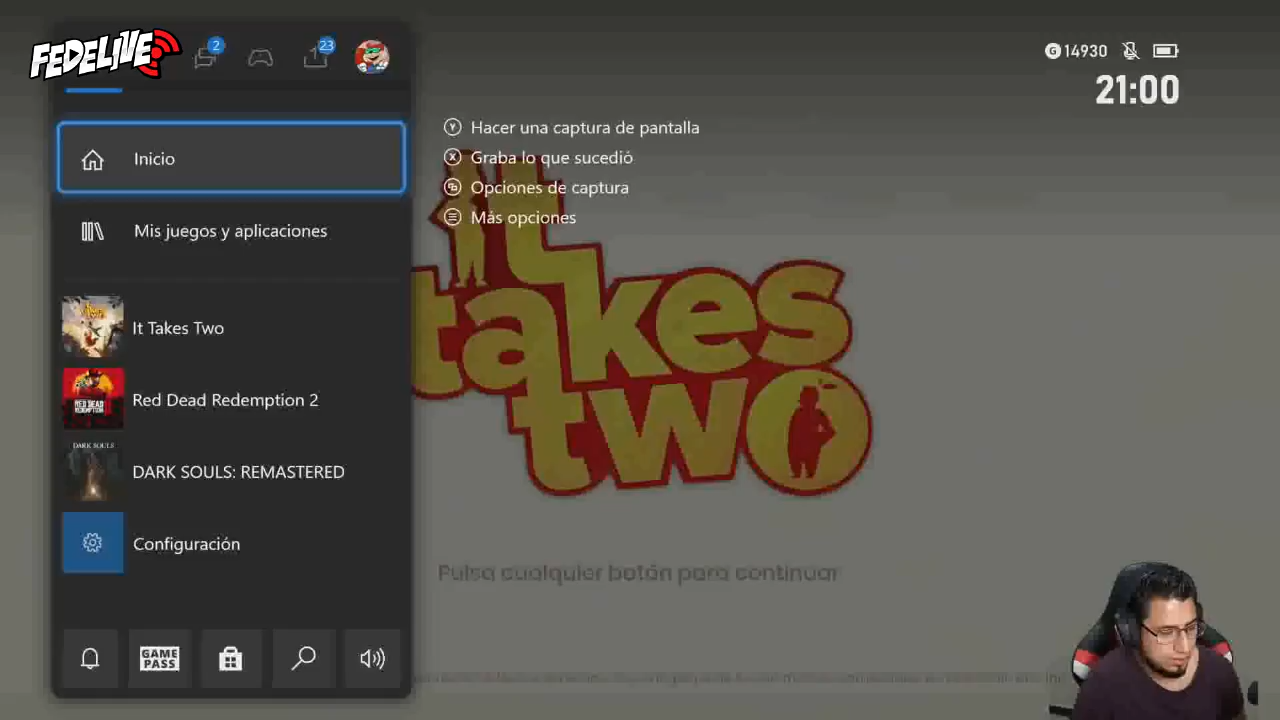 FEDELIVE
2
23
14930
21:00
Inicio
Mis juegos y aplicaciones
It Takes Two
Red Dead Redemption 2
DARK SOULS: REMASTERED
Configuración
GAME
PASS
Hacer una captura de pantalla
Graba lo que sucedió
Opciones de captura
Más opciones
It
takes
two
Pulsa cualquier botón para continuar